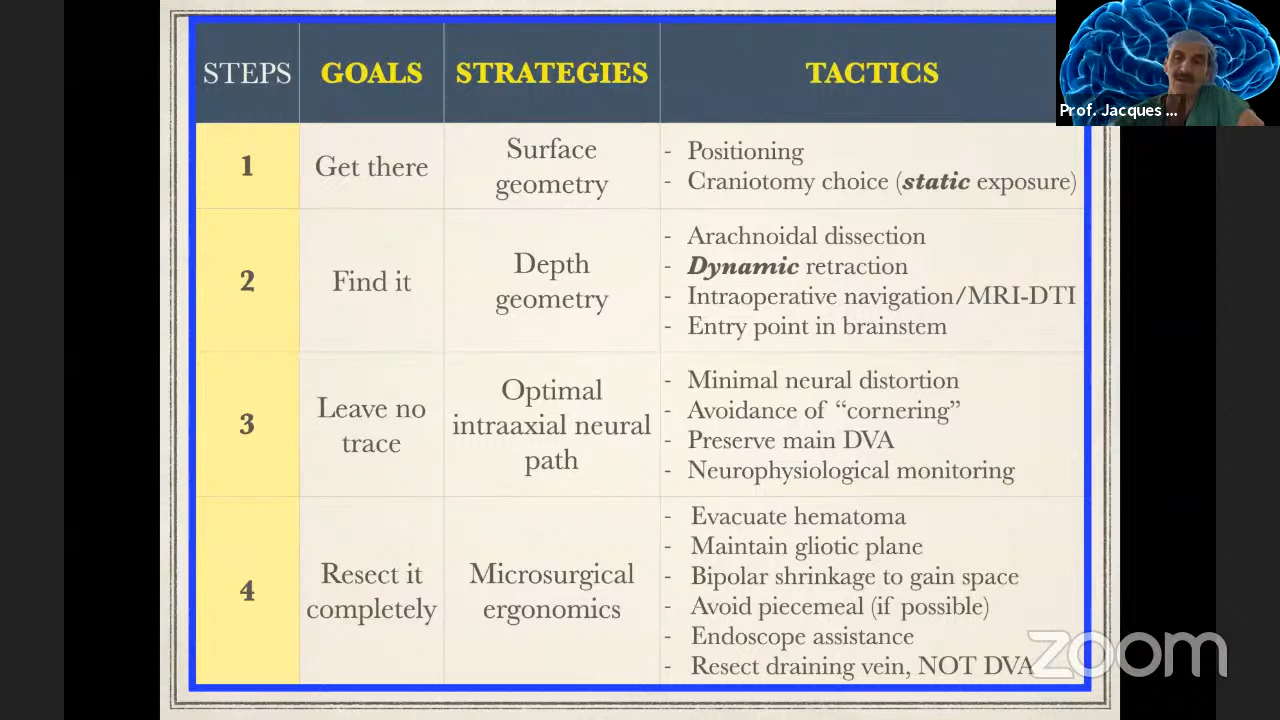 STEPS GOALS STRATEGIES TACTICS
Prof. Jacques ...
1
Get there
Surface
geometry
- Positioning
- Craniotomy choice (static exposure)
2
Find it
Depth
geometry
- Arachnoidal dissection
- Dynamic retraction
- Intraoperative navigation/MRI-DTI
- Entry point in brainstem
3
Leave no
trace
Optimal
intraaxial neural
path
- Minimal neural distortion
- Avoidance of “cornering”
- Preserve main DVA
- Neurophysiological monitoring
4
Resect it
completely
Microsurgical
ergonomics
- Evacuate hematoma
- Maintain gliotic plane
- Bipolar shrinkage to gain space
- Avoid piecemeal (if possible)
- Endoscope assistance
- Resect draining vein, NOT DVA
zoom